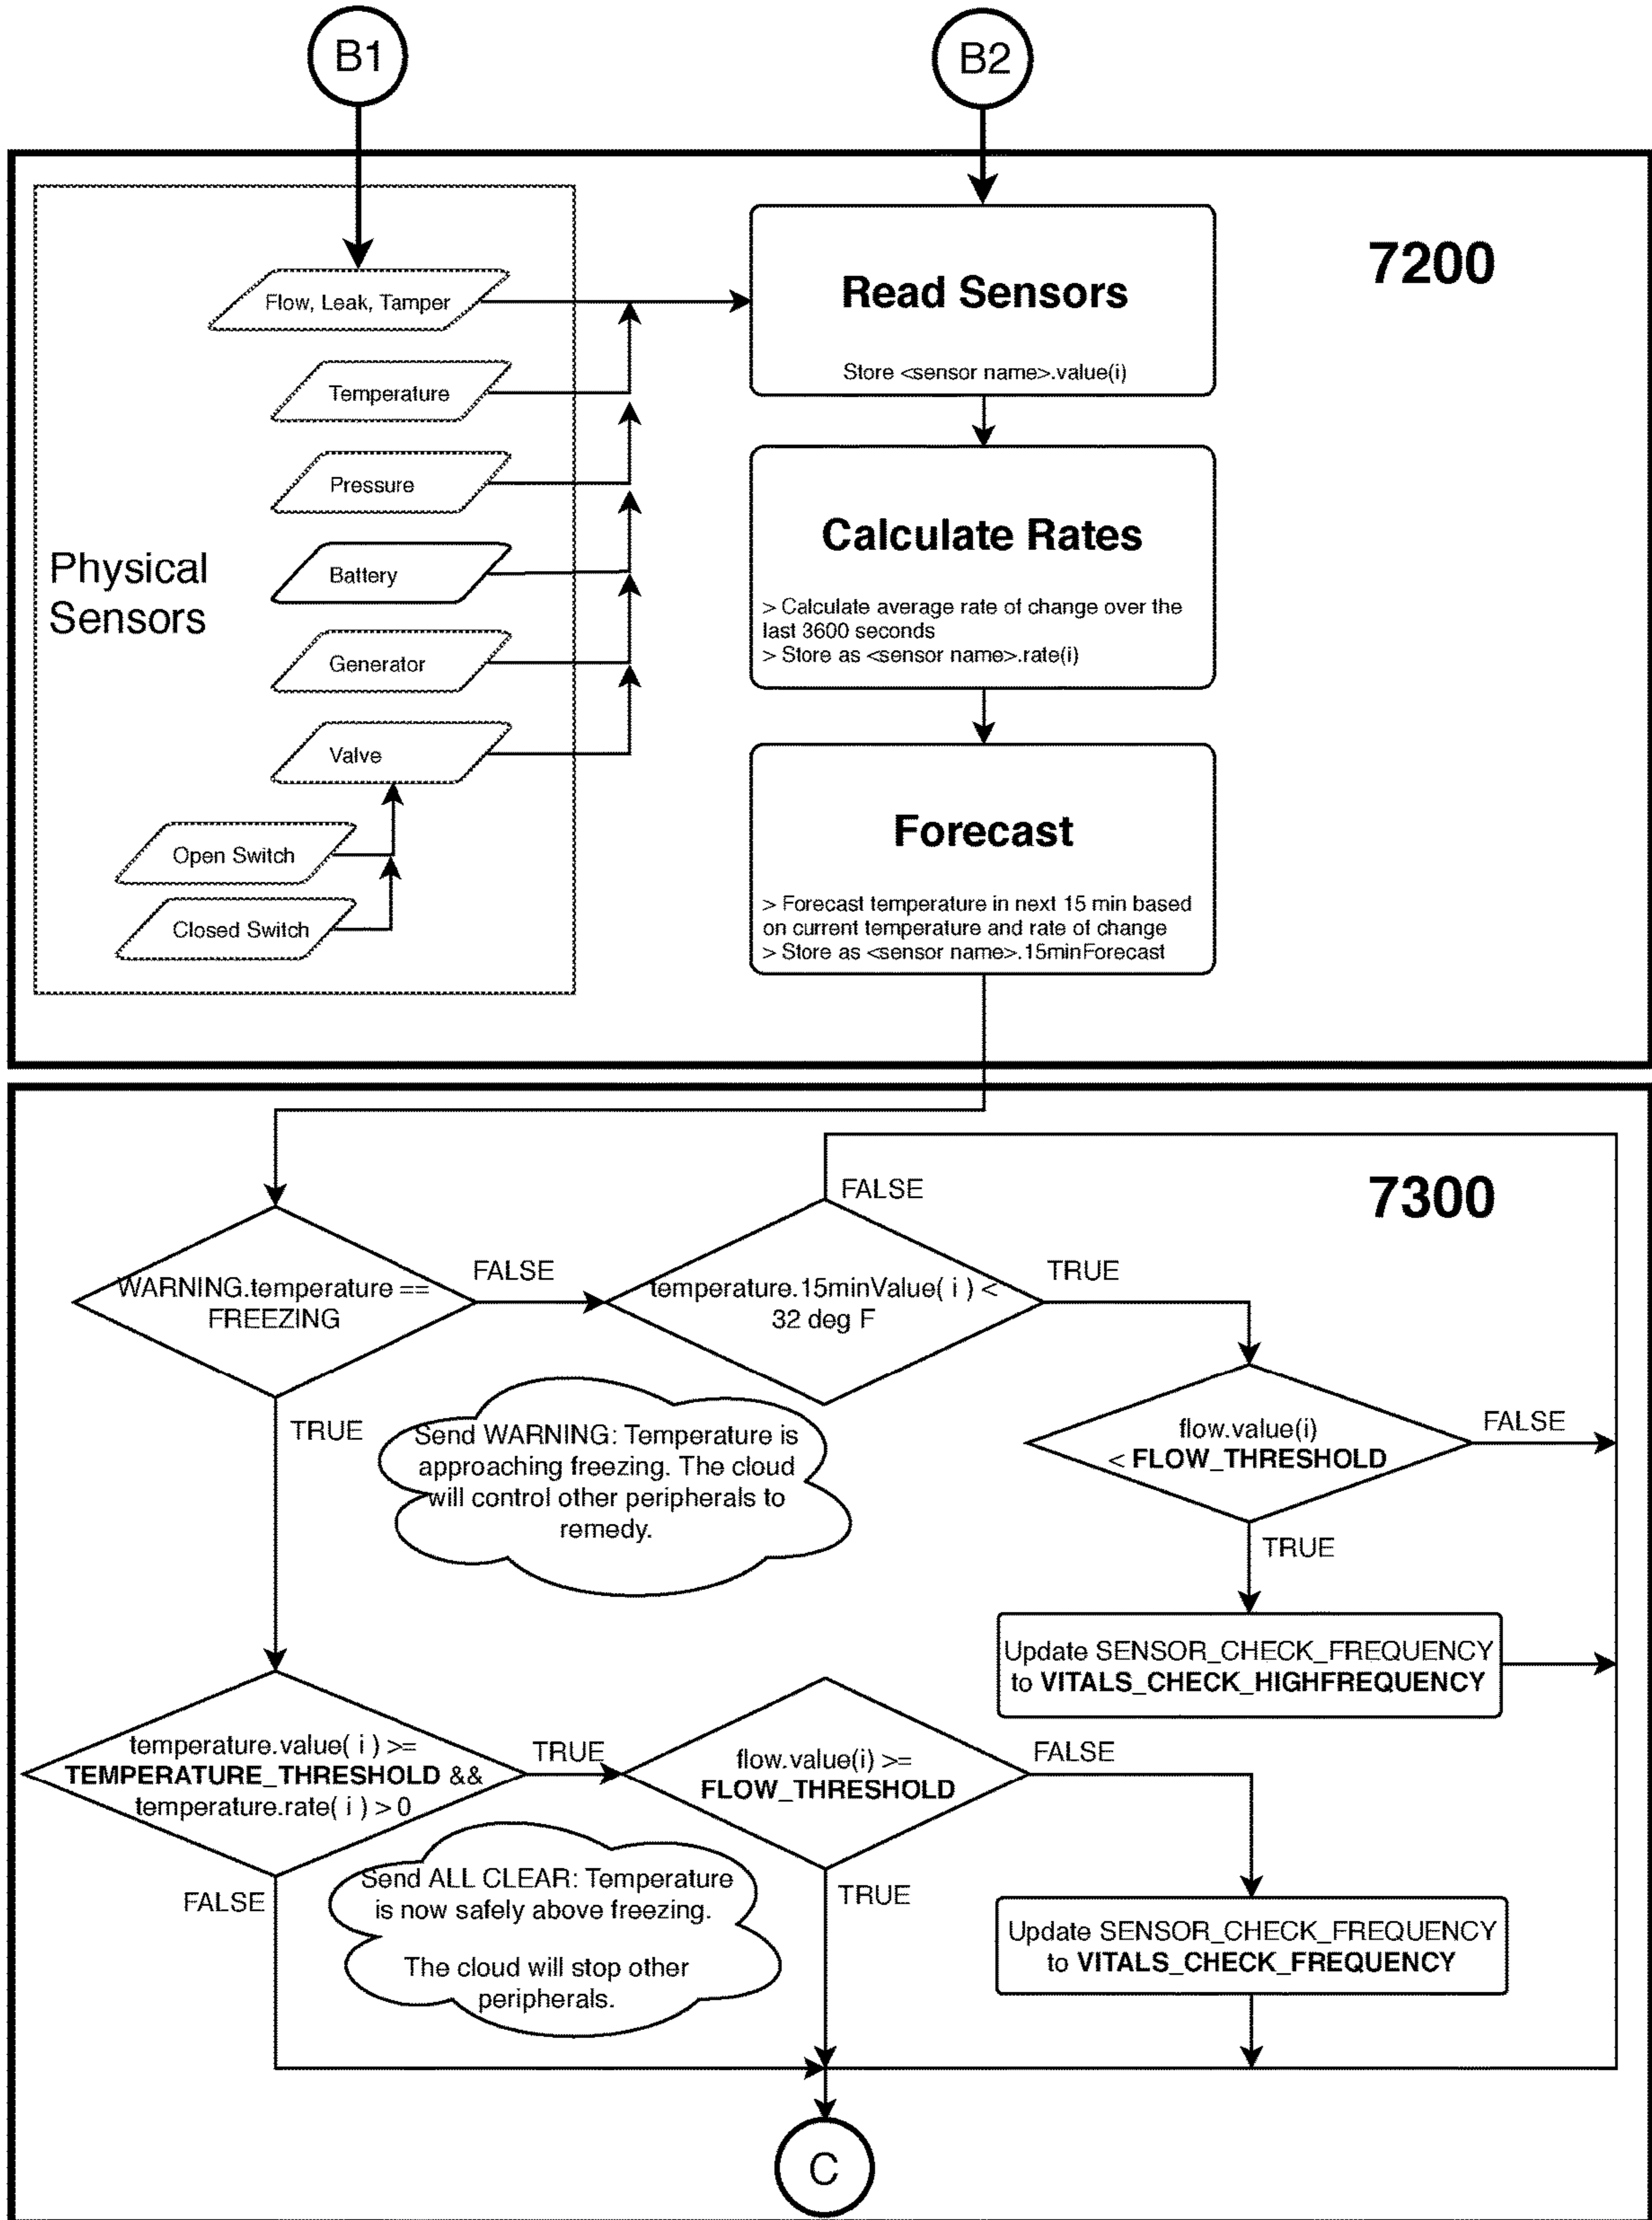 B1
B2
7200
Physical
Sensors
Flow, Leak, Tamper
Temperature
Pressure
Battery
Generator
Valve
Open Switch
Closed Switch
Read Sensors
Store <sensor name>.value(i)
Calculate Rates
> Calculate average rate of change over the
last 3600 seconds
> Store as <sensor name>.rate(i)
Forecast
> Forecast temperature in next 15 min based
on current temperature and rate of change
> Store as <sensor name>.15minForecast
7300
WARNING.temperature ==
FREEZING
FALSE
TRUE
temperature.15minValue( i ) <
32 deg F
FALSE
TRUE
flow.value(i)
< FLOW_THRESHOLD
FALSE
TRUE
Send WARNING: Temperature is
approaching freezing. The cloud
will control other peripherals to
remedy.
Update SENSOR_CHECK_FREQUENCY
to VITALS_CHECK_HIGHFREQUENCY
temperature.value( i ) >=
TEMPERATURE_THRESHOLD &&
temperature.rate( i ) > 0
TRUE
FALSE
flow.value(i) >=
FLOW_THRESHOLD
FALSE
TRUE
Send ALL CLEAR: Temperature
is now safely above freezing.
The cloud will stop other
peripherals.
Update SENSOR_CHECK_FREQUENCY
to VITALS_CHECK_FREQUENCY
C